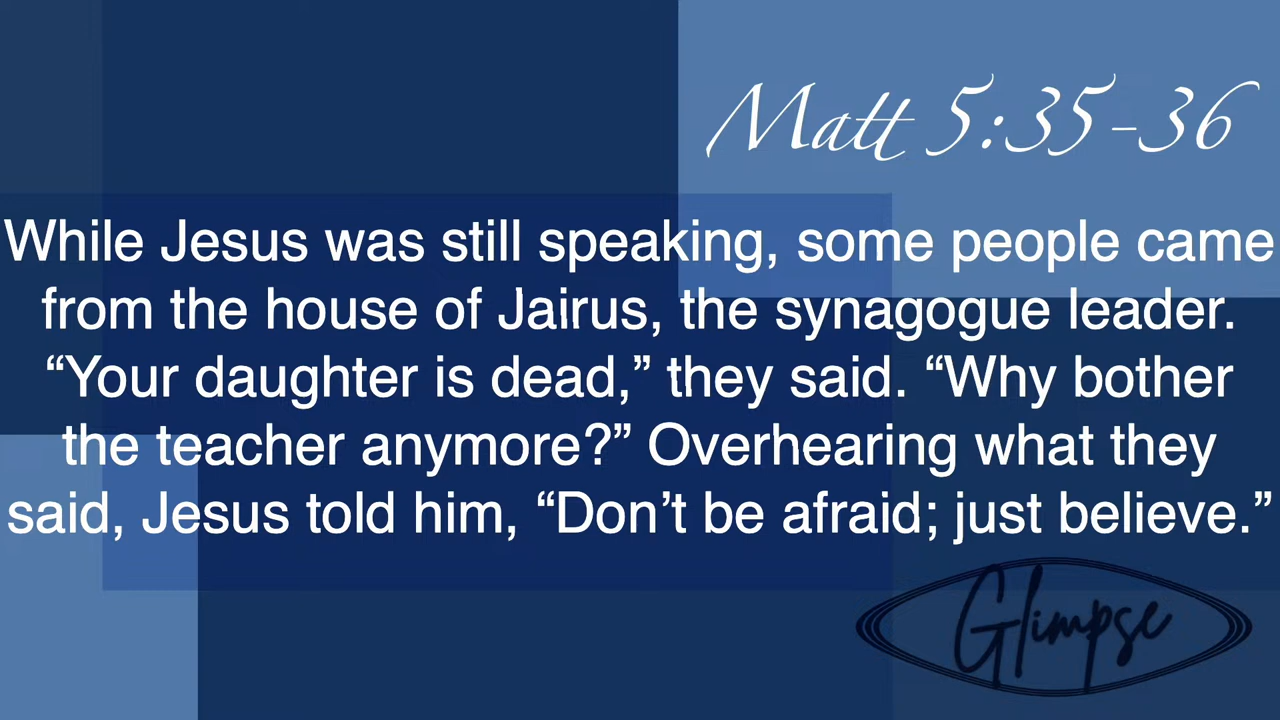 Matt 5:35-36
While Jesus was still speaking, some people came
from the house of Jairus, the synagogue leader.
“Your daughter is dead,” they said. “Why bother
the teacher anymore?” Overhearing what they
said, Jesus told him, “Don’t be afraid; just believe.”
Glimpse